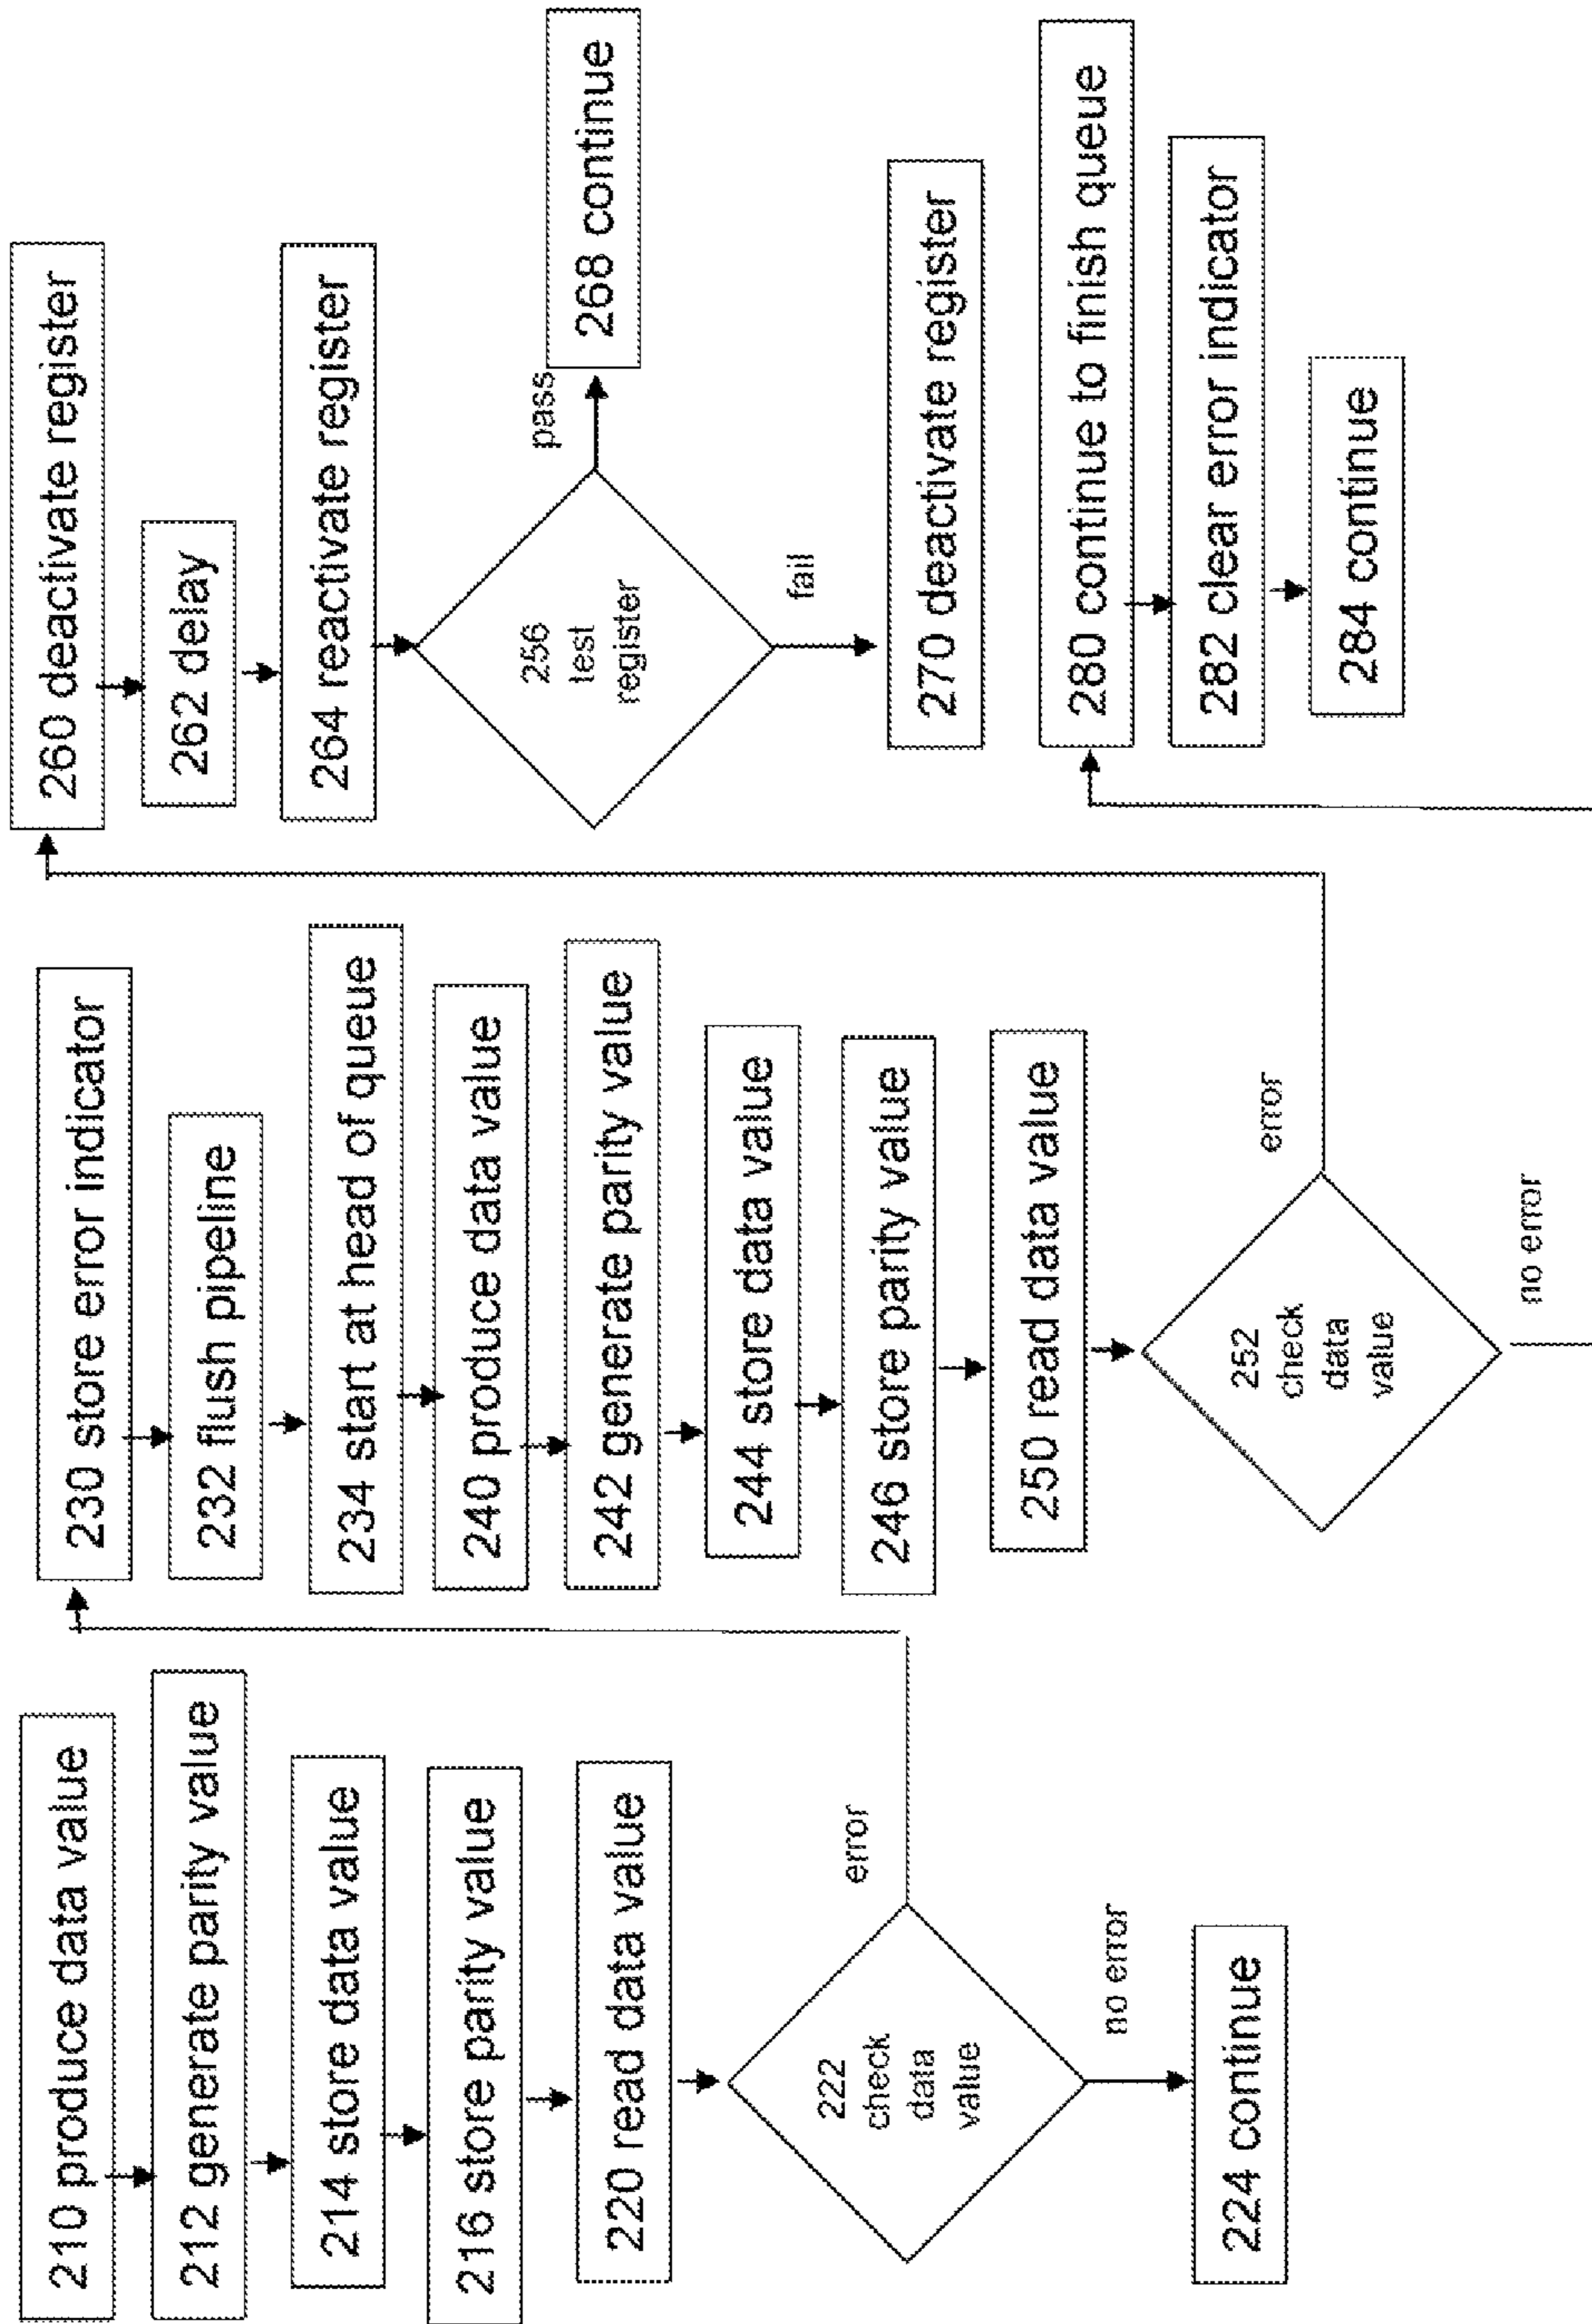 210 produce data value
212 generate parity value
214 store data value
216 store parity value
220 read data value
222
check
data
value
error
no error
224 continue
230 store error indicator
232 flush pipeline
234 start at head of queue
240 produce data value
242 generate parity value
244 store data value
246 store parity value
250 read data value
252
check
data
value
error
no error
260 deactivate register
262 delay
264 reactivate register
256
test
register
pass
268 continue
fail
270 deactivate register
280 continue to finish queue
282 clear error indicator
284 continue